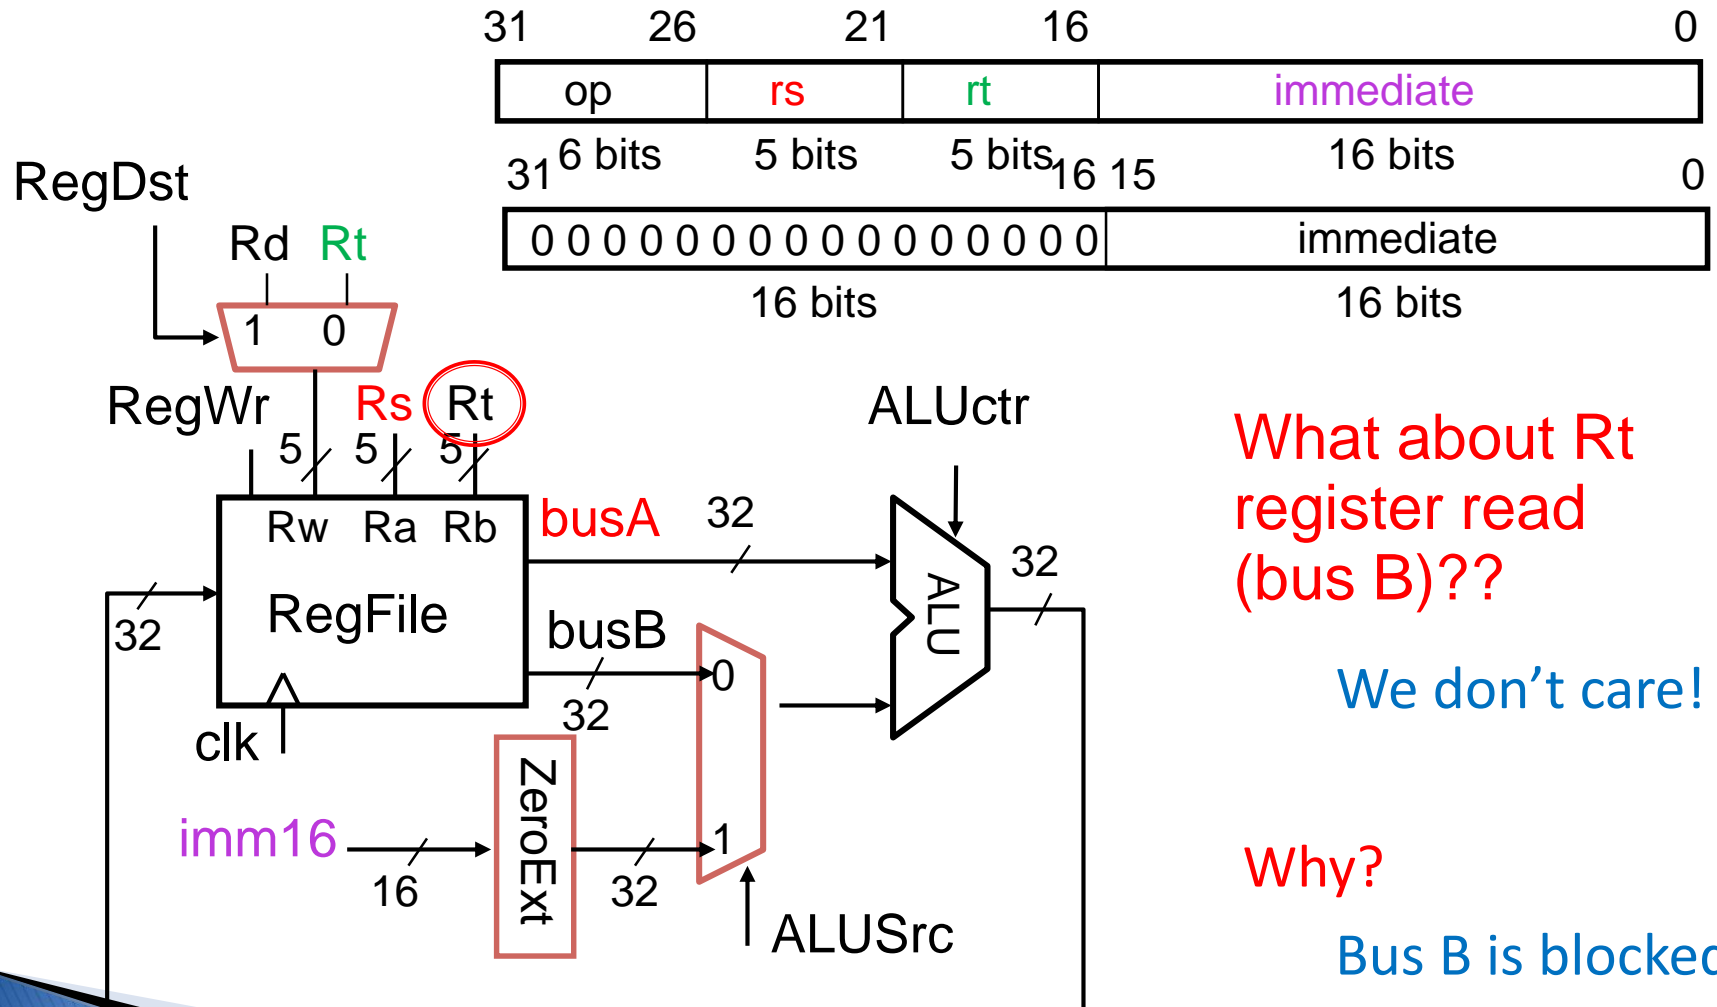 31 26 21 16 0
op rs rt immediate
6 bits 5 bits 5 bits 16 bits
31 16 15 0
0 0 0 0 0 0 0 0 0 0 0 0 0 0 0 0 immediate
16 bits 16 bits
RegDst
Rd Rt
1 0
RegWr Rs Rt
5 5 5
Rw Ra Rb
RegFile
32
clk
busA 32
busB
32
0
1
imm16
16
ZeroExt
32
ALUSrc
ALUctr
ALU
32
What about Rt
register read
(bus B)??
We don’t care!
Why?
Bus B is blocked